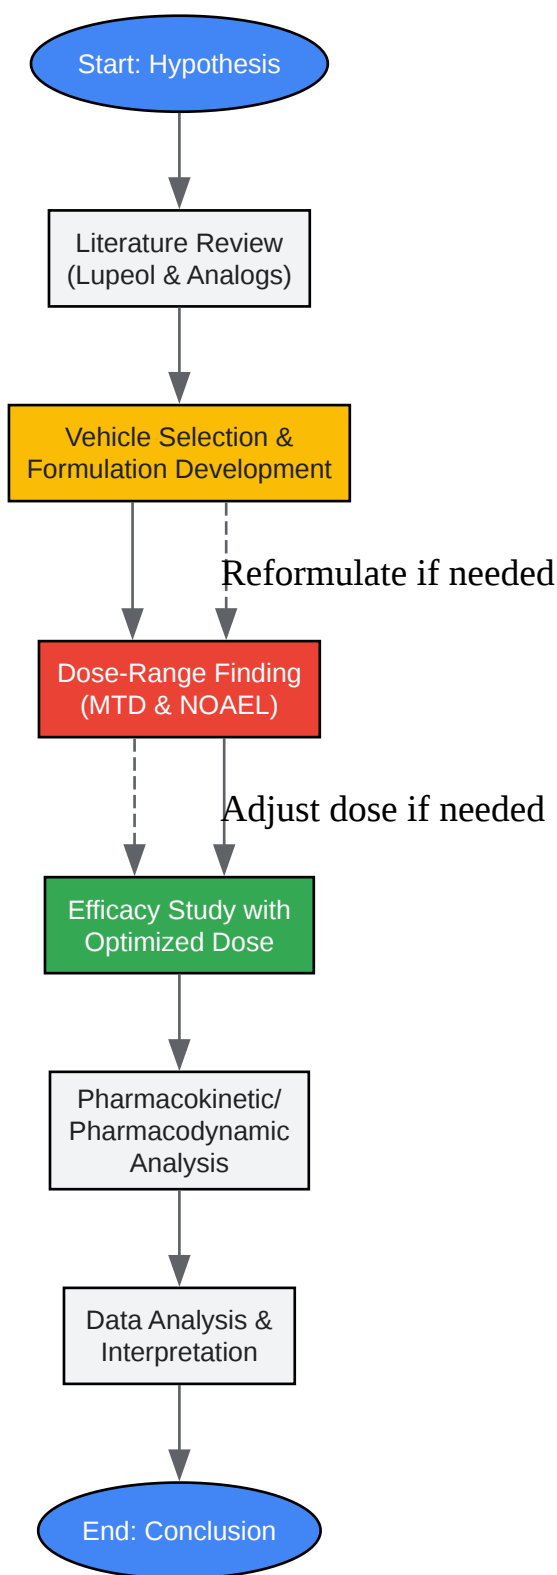 Start: Hypothesis
Literature Review
(Lupeol & Analogs)
Vehicle Selection &
Formulation Development
Reformulate if needed
Dose-Range Finding
(MTD & NOAEL)
Adjust dose if needed
Efficacy Study with
Optimized Dose
Pharmacokinetic/
Pharmacodynamic
Analysis
Data Analysis &
Interpretation
End: Conclusion